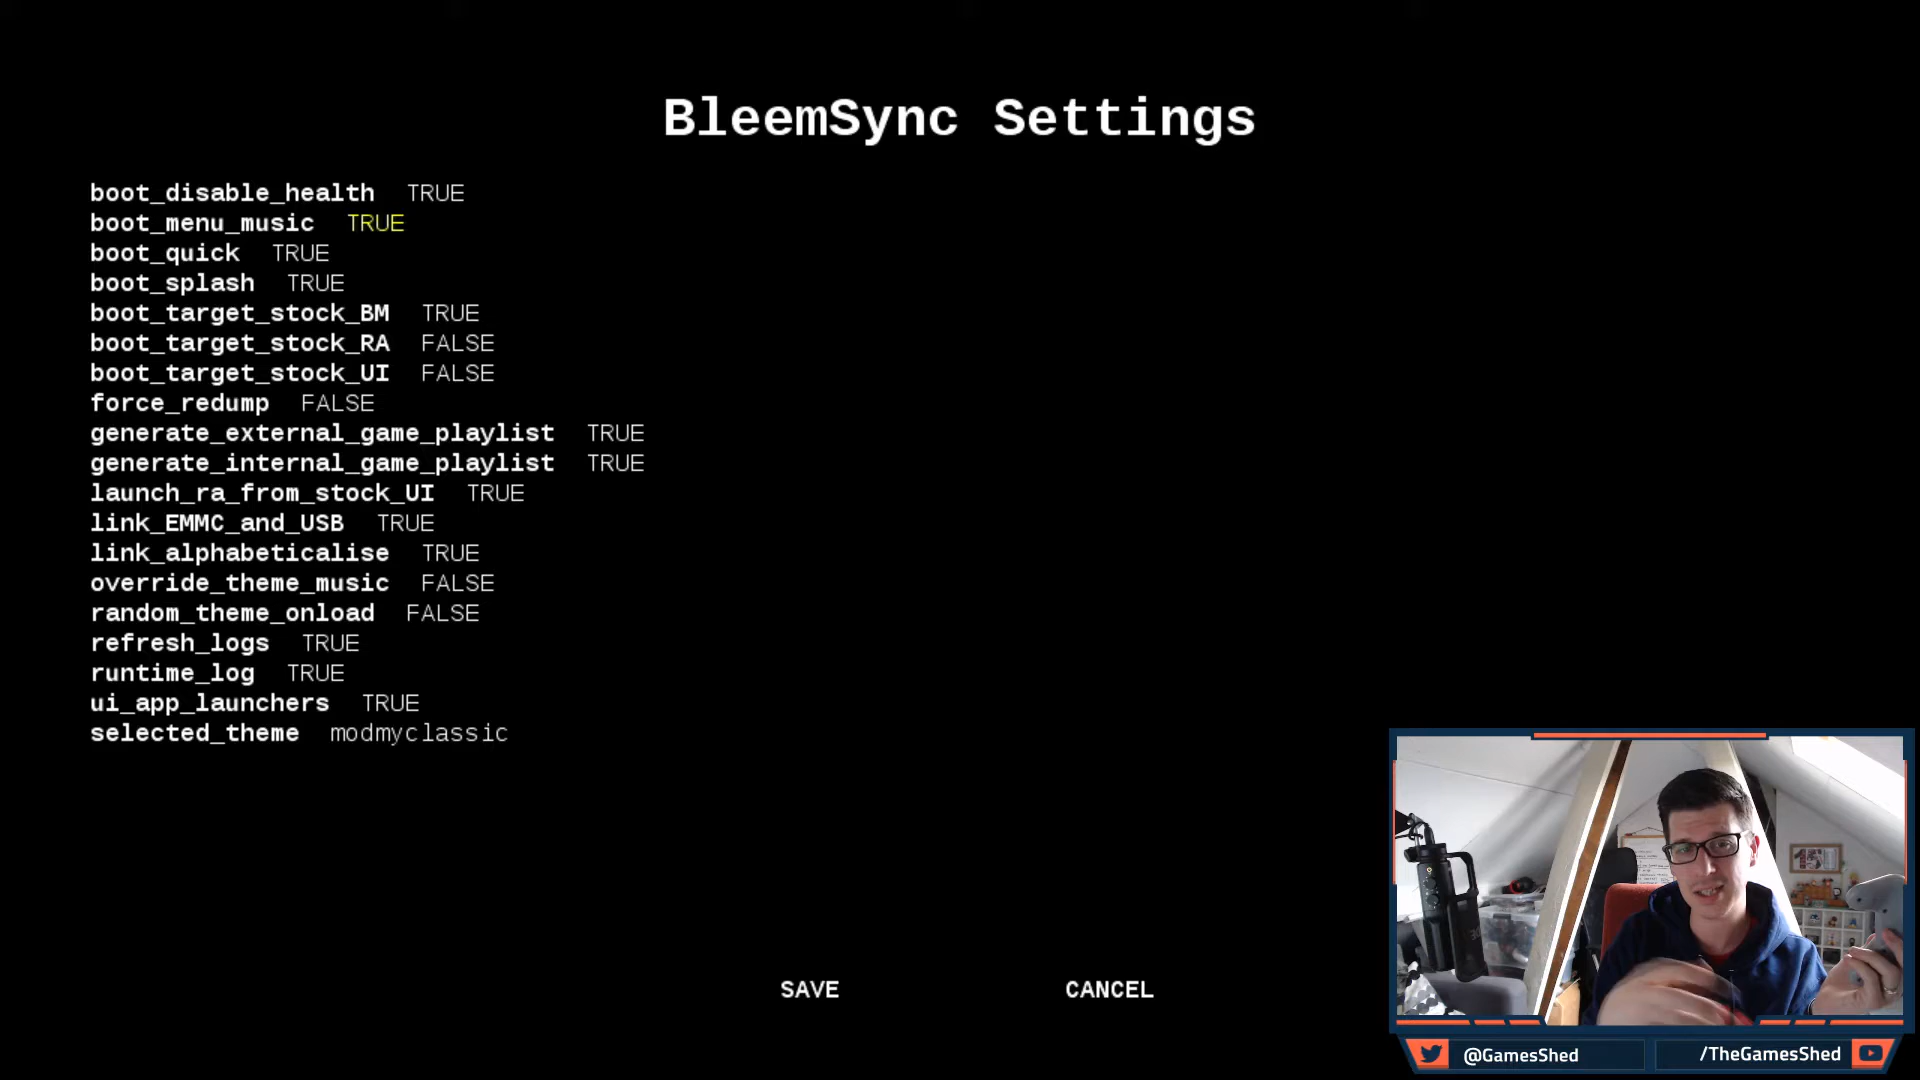 BleemSync Settings
boot_disable_health TRUE
boot_menu_music TRUE
boot_quick TRUE
boot_splash TRUE
boot_target_stock_BM TRUE
boot_target_stock_RA FALSE
boot_target_stock_UI FALSE
force_redump FALSE
generate_external_game_playlist TRUE
generate_internal_game_playlist TRUE
launch_ra_from_stock_UI TRUE
link_EMMC_and_USB TRUE
link_alphabeticalise TRUE
override_theme_music FALSE
random_theme_onload FALSE
refresh_logs TRUE
runtime_log TRUE
ui_app_launchers TRUE
selected_theme modmyclassic
SAVE CANCEL
@GamesShed /TheGamesShed